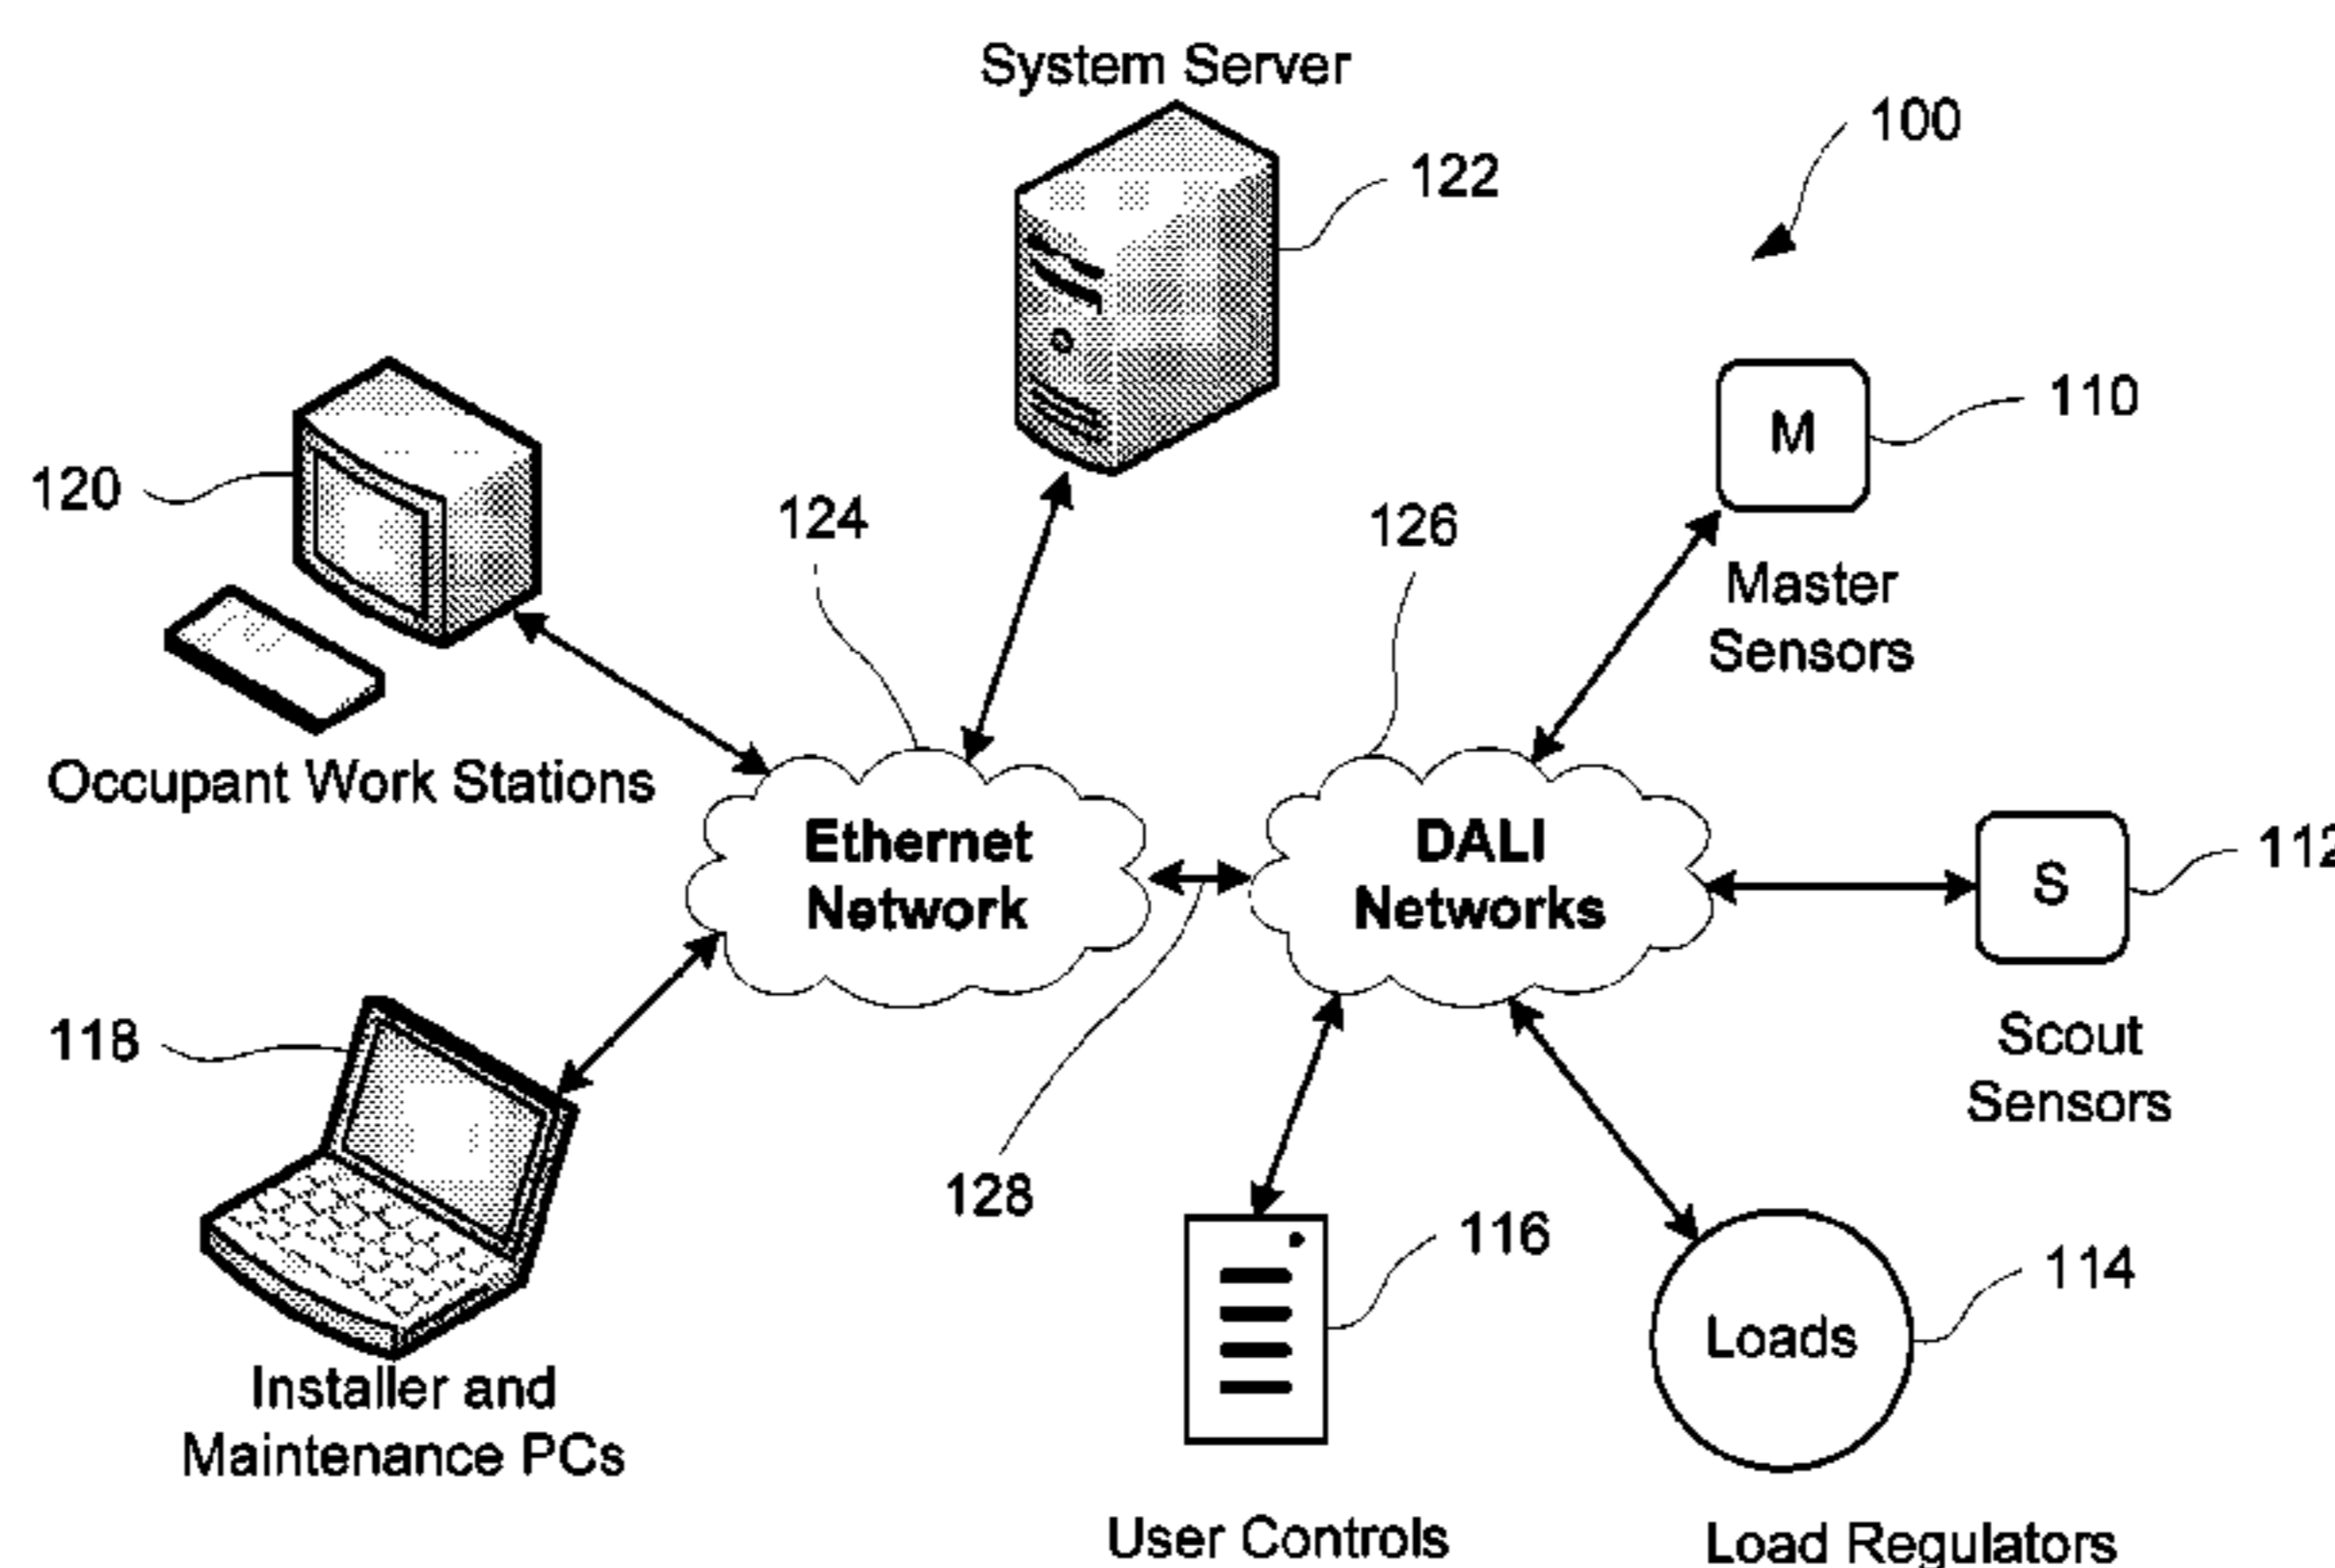 System Server
100
122
110
M
120
124
126
Master
Sensors
Occupant Work Stations
Ethernet
Network
DALI
Networks
112
S
118
Scout
Sensors
128
116
114
Loads
Installer and
Maintenance PCs
User Controls
Load Regulators